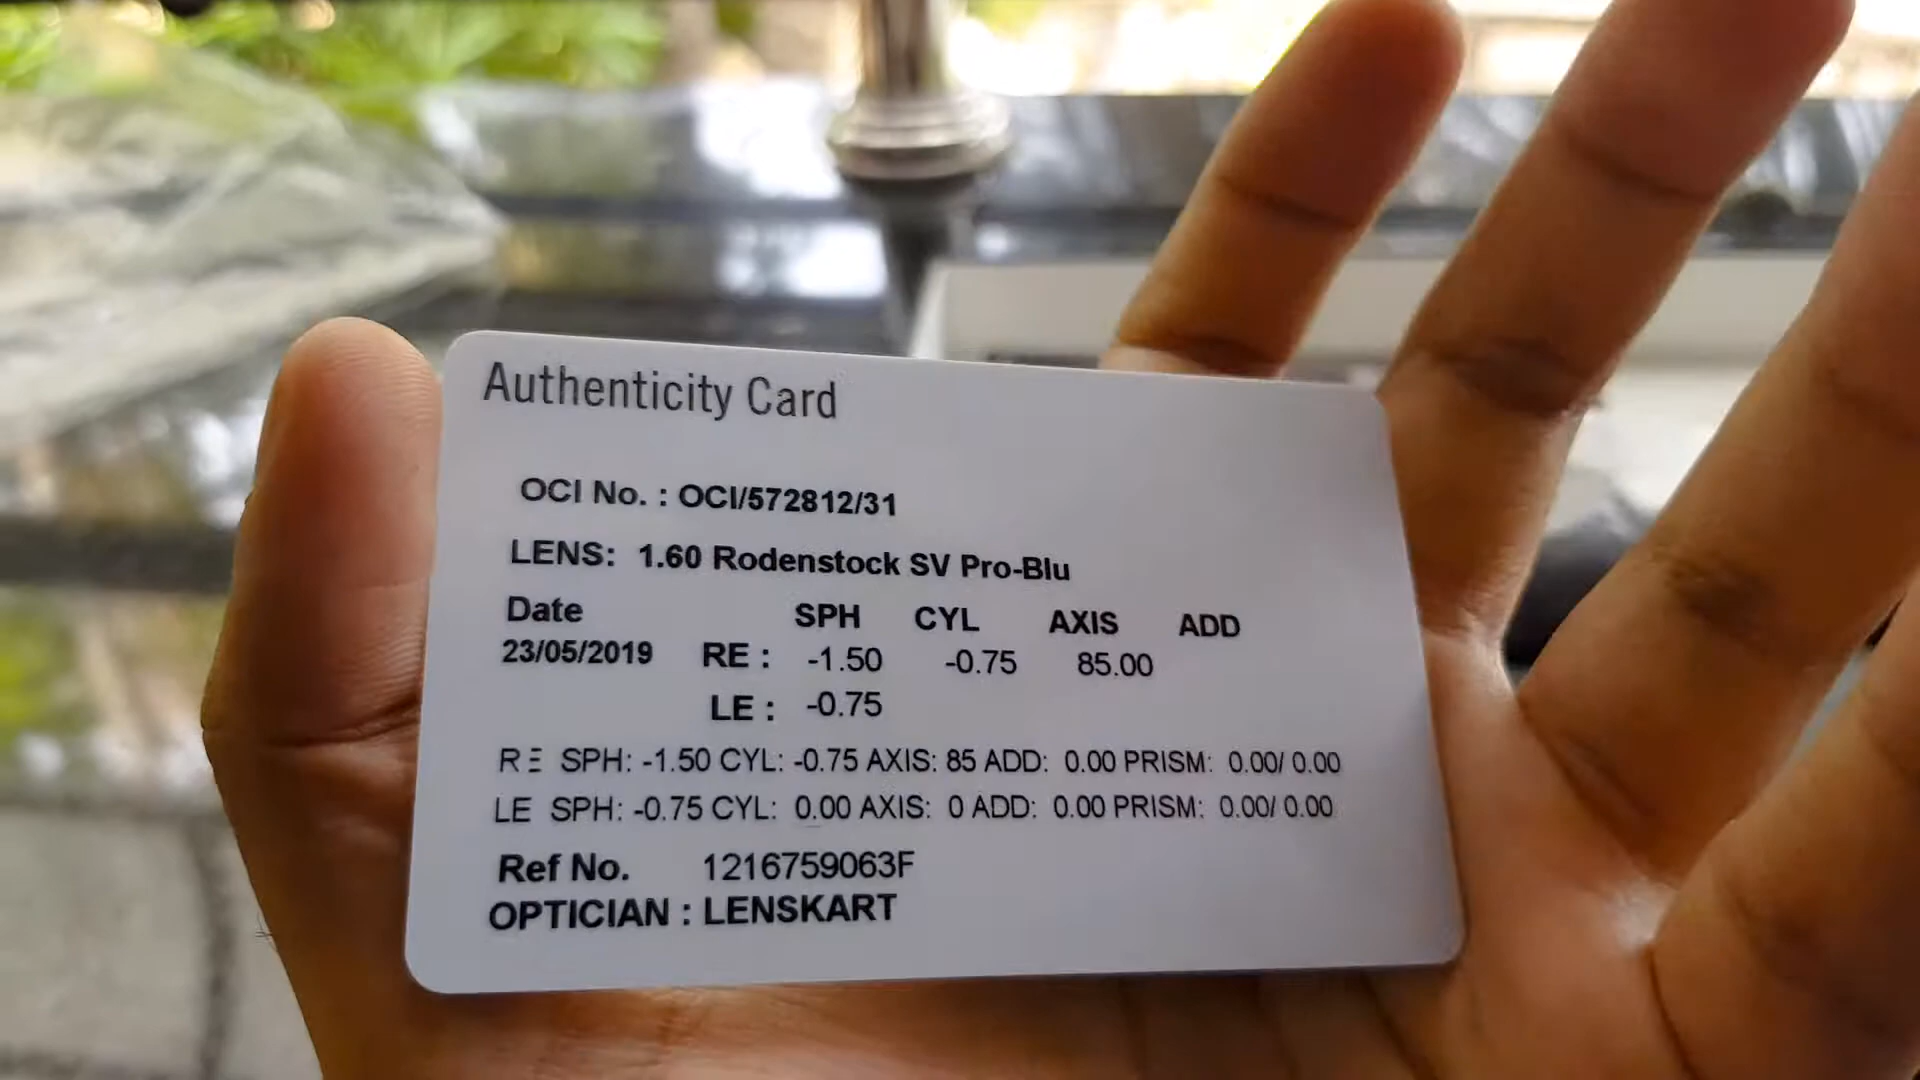 Authenticity Card
OCI No. : OCI/572812/31
LENS: 1.60 Rodenstock SV Pro-Blu
Date SPH CYL AXIS ADD
23/05/2019 RE : -1.50 -0.75 85.00
LE : -0.75
RE SPH: -1.50 CYL: -0.75 AXIS: 85 ADD: 0.00 PRISM: 0.00/ 0.00
LE SPH: -0.75 CYL: 0.00 AXIS: 0 ADD: 0.00 PRISM: 0.00/ 0.00
Ref No. 1216759063F
OPTICIAN : LENSKART